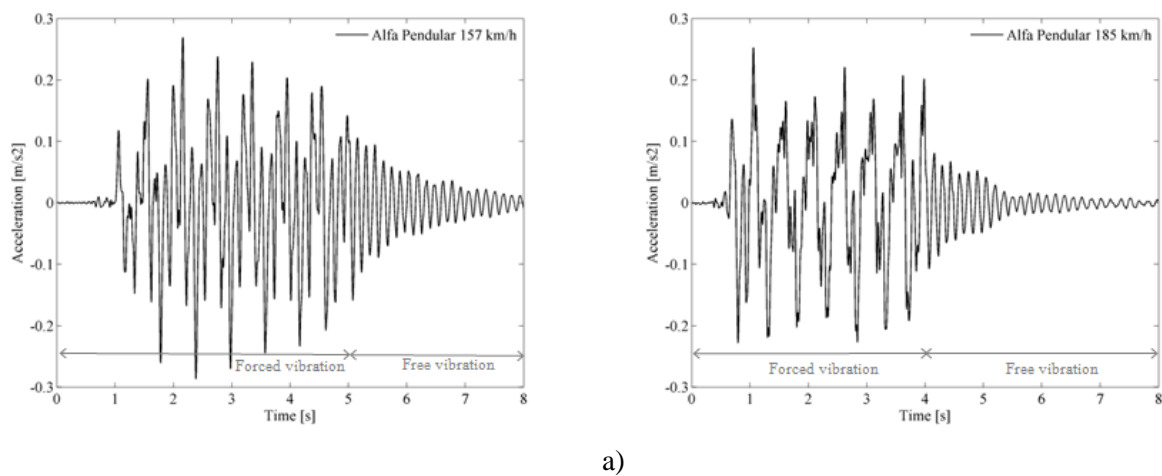 0.3
Alfa Pendular 157 km/h
0.2
0.1
0
-0.1
-0.2
-0.3
Acceleration [m/s2]
Forced vibration
Free vibration
0 1 2 3 4 5 6 7 8
Time [s]
0.3
Alfa Pendular 185 km/h
0.2
0.1
0
-0.1
-0.2
-0.3
Acceleration [m/s2]
Forced vibration
Free vibration
0 1 2 3 4 5 6 7 8
Time [s]
a)